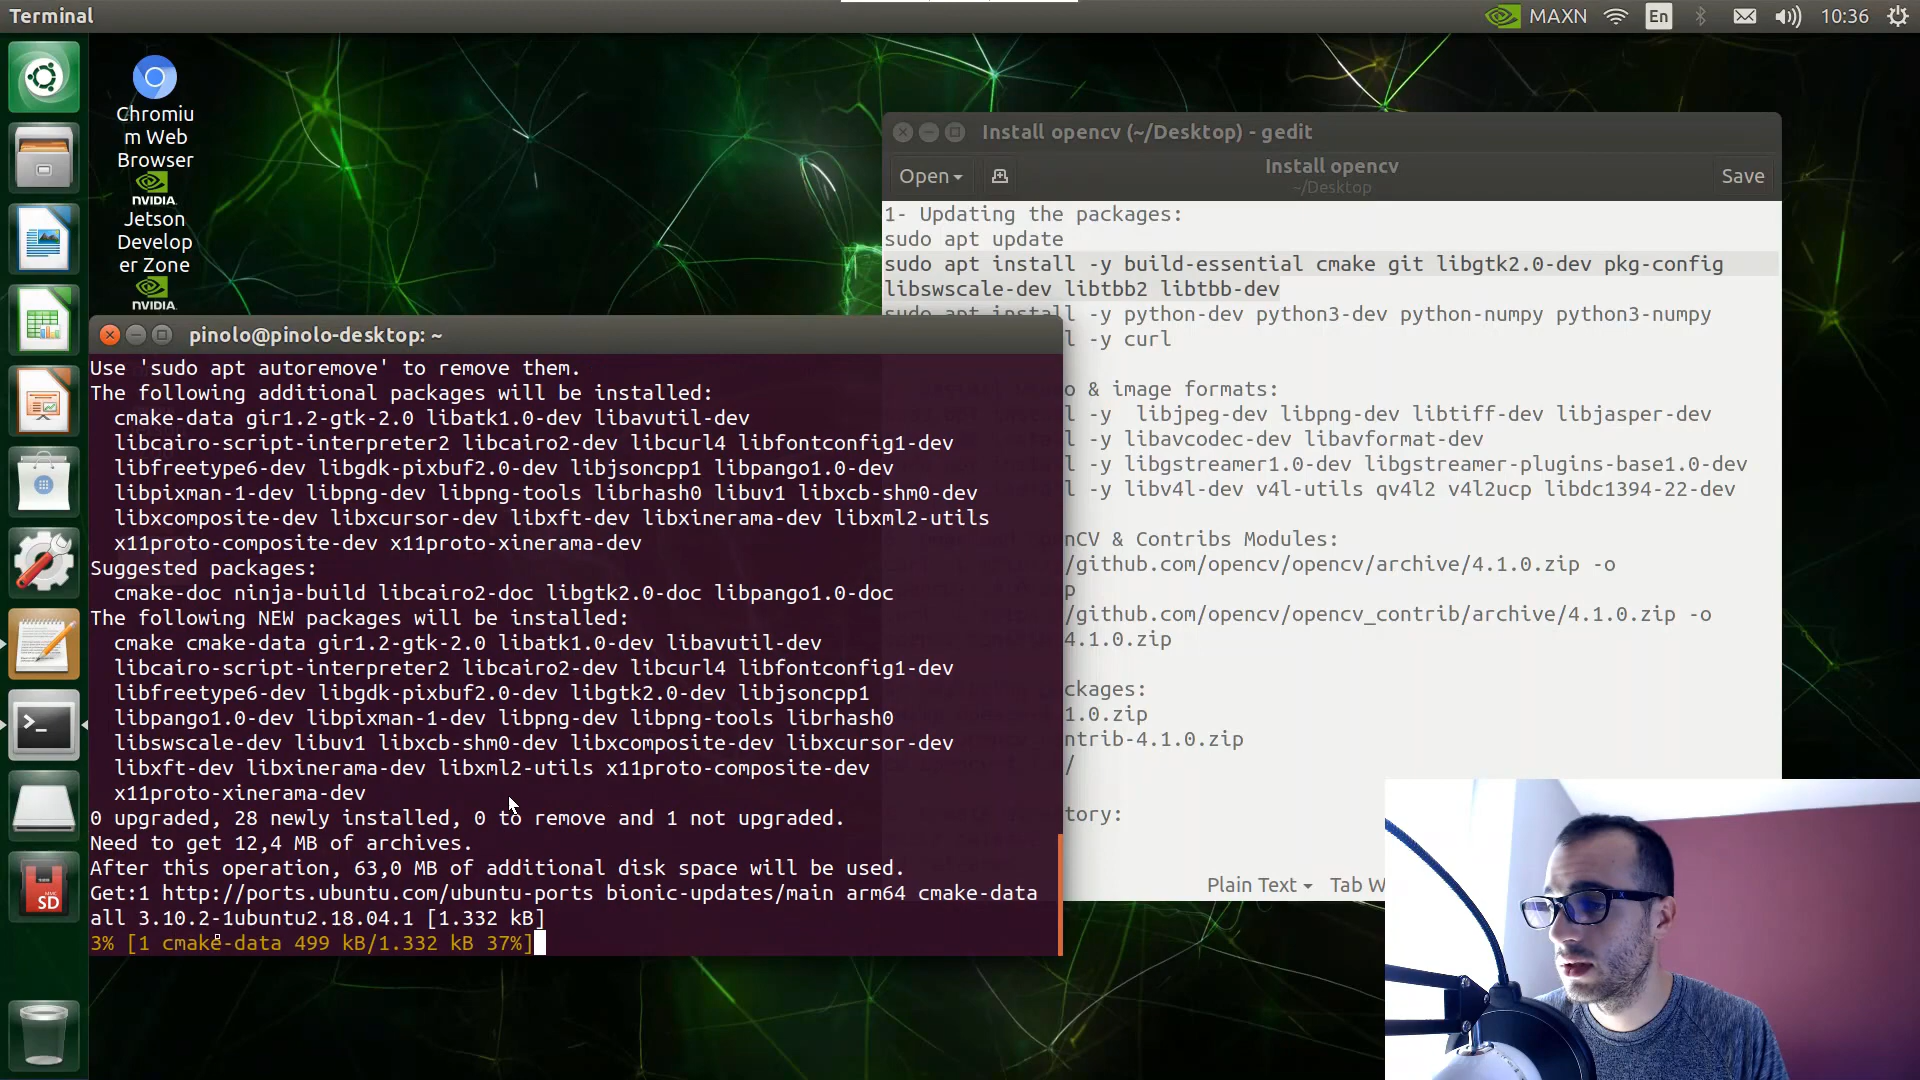 Terminal
MAXN
En
10:36
Chromiu
m Web
Browser
NVIDIA.
Jetson
Develop
er Zone
NVIDIA.
SD
Install opencv (~/Desktop) - gedit
Open
Install opencv
~/Desktop
Save
1- Updating the packages:
sudo apt update
sudo apt install -y build-essential cmake git libgtk2.0-dev pkg-config
libswscale-dev libtbb2 libtbb-dev
sudo apt install -y python-dev python3-dev python-numpy python3-numpy
l -y curl
o & image formats:
l -y  libjpeg-dev libpng-dev libtiff-dev libjasper-dev
l -y libavcodec-dev libavformat-dev
l -y libgstreamer1.0-dev libgstreamer-plugins-base1.0-dev
l -y libv4l-dev v4l-utils qv4l2 v4l2ucp libdc1394-22-dev
nCV & Contribs Modules:
/github.com/opencv/opencv/archive/4.1.0.zip -o
p
/github.com/opencv/opencv_contrib/archive/4.1.0.zip -o
4.1.0.zip
ckages:
1.0.zip
ntrib-4.1.0.zip
/
tory:
Plain Text
Tab W
pinolo@pinolo-desktop: ~
Use 'sudo apt autoremove' to remove them.
The following additional packages will be installed:
  cmake-data gir1.2-gtk-2.0 libatk1.0-dev libavutil-dev
  libcairo-script-interpreter2 libcairo2-dev libcurl4 libfontconfig1-dev
  libfreetype6-dev libgdk-pixbuf2.0-dev libjsoncpp1 libpango1.0-dev
  libpixman-1-dev libpng-dev libpng-tools librhash0 libuv1 libxcb-shm0-dev
  libxcomposite-dev libxcursor-dev libxft-dev libxinerama-dev libxml2-utils
  x11proto-composite-dev x11proto-xinerama-dev
Suggested packages:
  cmake-doc ninja-build libcairo2-doc libgtk2.0-doc libpango1.0-doc
The following NEW packages will be installed:
  cmake cmake-data gir1.2-gtk-2.0 libatk1.0-dev libavutil-dev
  libcairo-script-interpreter2 libcairo2-dev libcurl4 libfontconfig1-dev
  libfreetype6-dev libgdk-pixbuf2.0-dev libgtk2.0-dev libjsoncpp1
  libpango1.0-dev libpixman-1-dev libpng-dev libpng-tools librhash0
  libswscale-dev libuv1 libxcb-shm0-dev libxcomposite-dev libxcursor-dev
  libxft-dev libxinerama-dev libxml2-utils x11proto-composite-dev
  x11proto-xinerama-dev
0 upgraded, 28 newly installed, 0 to remove and 1 not upgraded.
Need to get 12,4 MB of archives.
After this operation, 63,0 MB of additional disk space will be used.
Get:1 http://ports.ubuntu.com/ubuntu-ports bionic-updates/main arm64 cmake-data
all 3.10.2-1ubuntu2.18.04.1 [1.332 kB]
3% [1 cmake-data 499 kB/1.332 kB 37%]